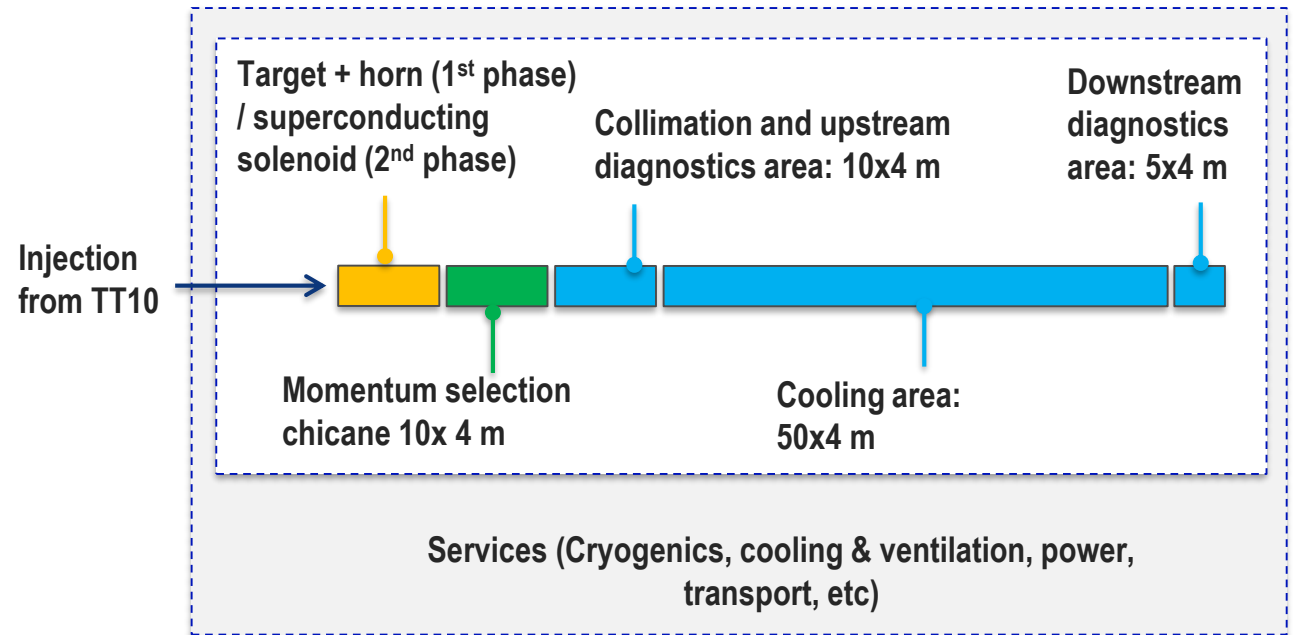 Target + horn (1st phase)
/ superconducting
solenoid (2nd phase)
Collimation and upstream
diagnostics area: 10x4 m
Downstream
diagnostics
area: 5x4 m
Injection
from TT10
Momentum selection
chicane 10x 4 m
Cooling area:
50x4 m
Services (Cryogenics, cooling & ventilation, power,
transport, etc)